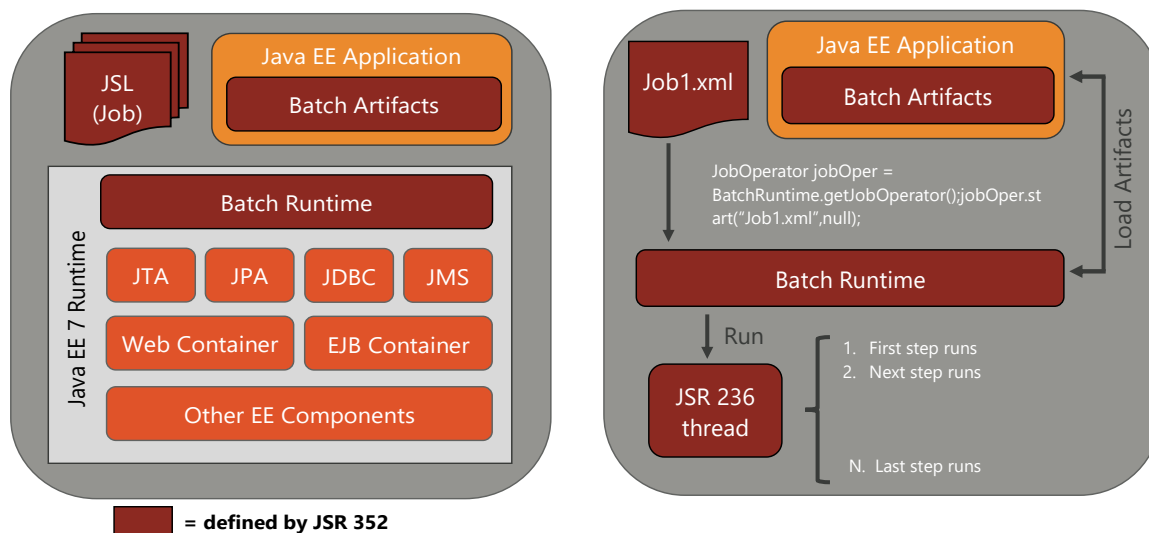 JSL
(Job)
Java EE Application
Batch Artifacts
Java EE 7 Runtime
Batch Runtime
JTA
JPA
JDBC
JMS
Web Container
EJB Container
Other EE Components
= defined by JSR 352
Job1.xml
Java EE Application
Batch Artifacts
Load Artifacts
JobOperator jobOper =
BatchRuntime.getJobOperator();jobOper.st
art(“Job1.xml”,null);
Batch Runtime
Run
JSR 236
thread
1. First step runs
2. Next step runs
N. Last step runs